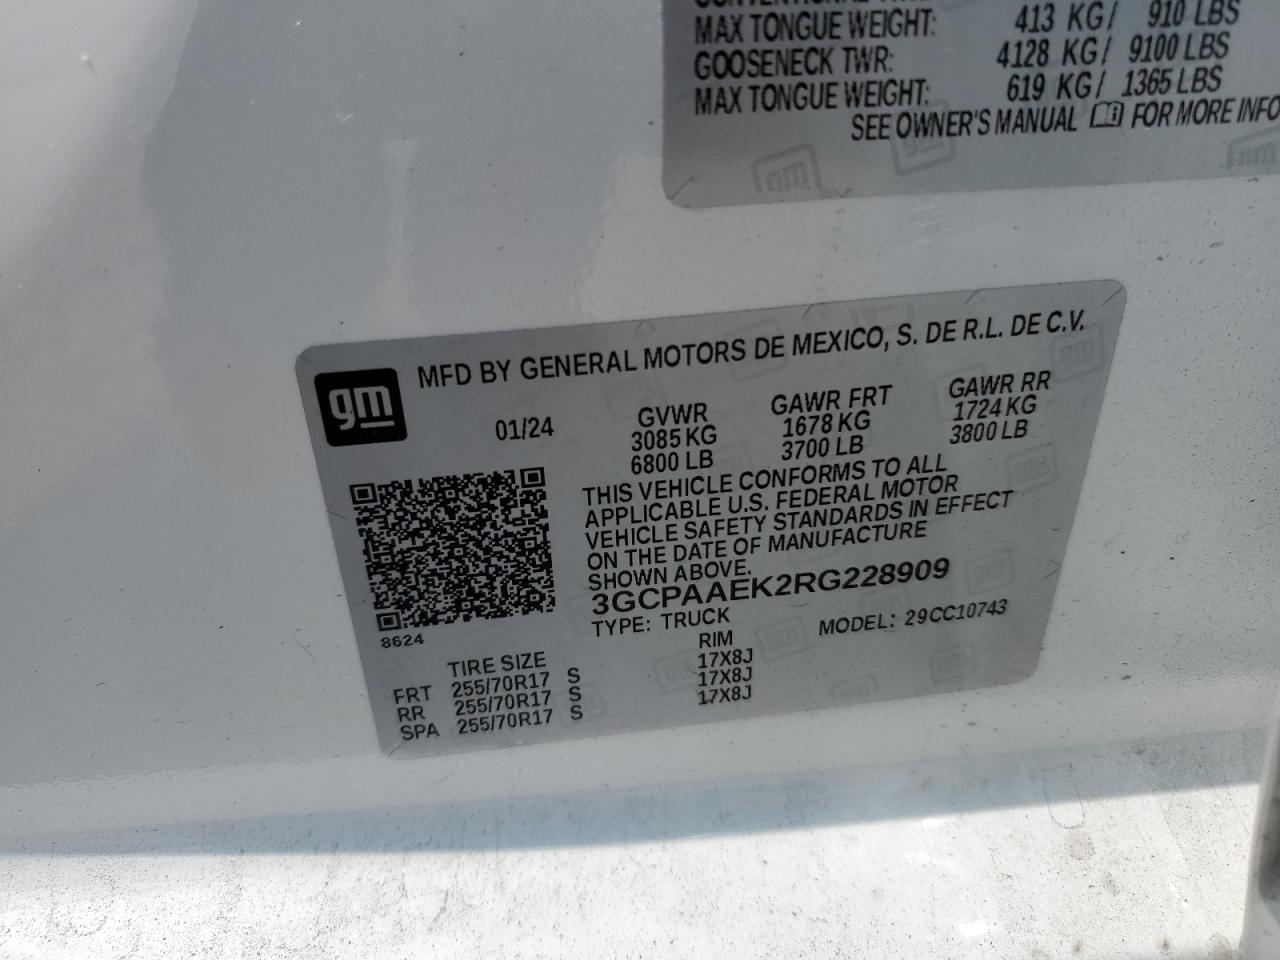 MAX TONGUE WEIGHT: 413 KG/ 910 LBS
GOOSENECK TWR: 4128 KG/ 9100 LBS
MAX TONGUE WEIGHT: 619 KG/ 1365 LBS
SEE OWNER'S MANUAL FOR MORE INFO
gm
MFD BY GENERAL MOTORS DE MEXICO, S. DE R.L. DE C.V.
01/24 GVWR GAWR FRT GAWR RR
3085 KG 1678 KG 1724 KG
6800 LB 3700 LB 3800 LB
THIS VEHICLE CONFORMS TO ALL
APPLICABLE U.S. FEDERAL MOTOR
VEHICLE SAFETY STANDARDS IN EFFECT
ON THE DATE OF MANUFACTURE
SHOWN ABOVE.
3GCPAAEK2RG228909
TYPE: TRUCK MODEL: 29CC10743
8624
TIRE SIZE RIM
FRT 255/70R17 S 17X8J
RR 255/70R17 S 17X8J
SPA 255/70R17 S 17X8J